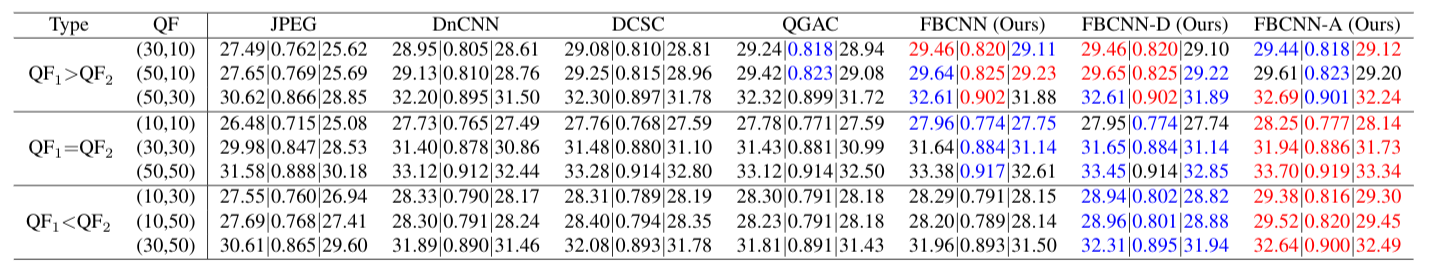 Type QF JPEG DnCNN DCSC QGAC FBCNN (Ours) FBCNN-D (Ours) FBCNN-A (Ours)
(30,10) 27.49|0.762|25.62 28.95|0.805|28.61 29.08|0.810|28.81 29.24|0.818|28.94 29.46|0.820|29.11 29.46|0.820|29.10 29.44|0.818|29.12
QF1>QF2 (50,10) 27.65|0.769|25.69 29.13|0.810|28.76 29.25|0.815|28.96 29.42|0.823|29.08 29.64|0.825|29.23 29.65|0.825|29.22 29.61|0.823|29.20
(50,30) 30.62|0.866|28.85 32.20|0.895|31.50 32.30|0.897|31.78 32.32|0.899|31.72 32.61|0.902|31.88 32.61|0.902|31.89 32.69|0.901|32.24
(10,10) 26.48|0.715|25.08 27.73|0.765|27.49 27.76|0.768|27.59 27.78|0.771|27.59 27.96|0.774|27.75 27.95|0.774|27.74 28.25|0.777|28.14
QF1=QF2 (30,30) 29.98|0.847|28.53 31.40|0.878|30.86 31.48|0.880|31.10 31.43|0.881|30.99 31.64|0.884|31.14 31.65|0.884|31.14 31.94|0.886|31.73
(50,50) 31.58|0.888|30.18 33.12|0.912|32.44 33.28|0.914|32.80 33.12|0.914|32.50 33.38|0.917|32.61 33.45|0.914|32.85 33.70|0.919|33.34
(10,30) 27.55|0.760|26.94 28.33|0.790|28.17 28.31|0.789|28.19 28.30|0.791|28.18 28.29|0.791|28.15 28.94|0.802|28.82 29.38|0.816|29.30
QF1<QF2 (10,50) 27.69|0.768|27.41 28.30|0.791|28.24 28.40|0.794|28.35 28.23|0.791|28.18 28.20|0.789|28.14 28.96|0.801|28.88 29.52|0.820|29.45
(30,50) 30.61|0.865|29.60 31.89|0.890|31.46 32.08|0.893|31.78 31.81|0.891|31.43 31.96|0.893|31.50 32.31|0.895|31.94 32.64|0.900|32.49